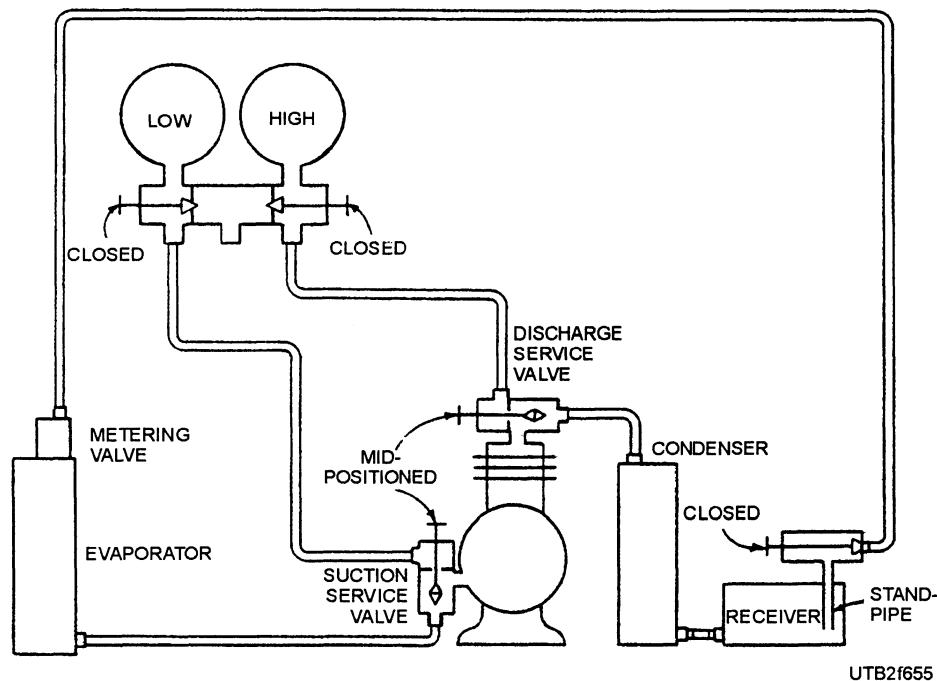 LOW
HIGH
CLOSED
CLOSED
DISCHARGE
SERVICE
VALVE
METERING
VALVE
MID-
POSITIONED
CONDENSER
CLOSED
EVAPORATOR
SUCTION
SERVICE
VALVE
RECEIVER
STAND-
PIPE
UTB2f655